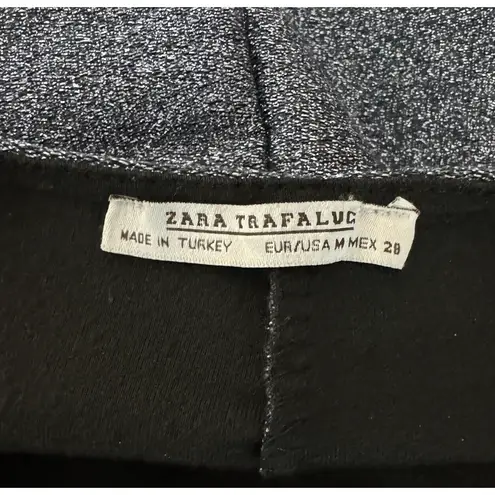 ZARA TRAFALUC
MADE IN TURKEY EUR/USA M MEX 28